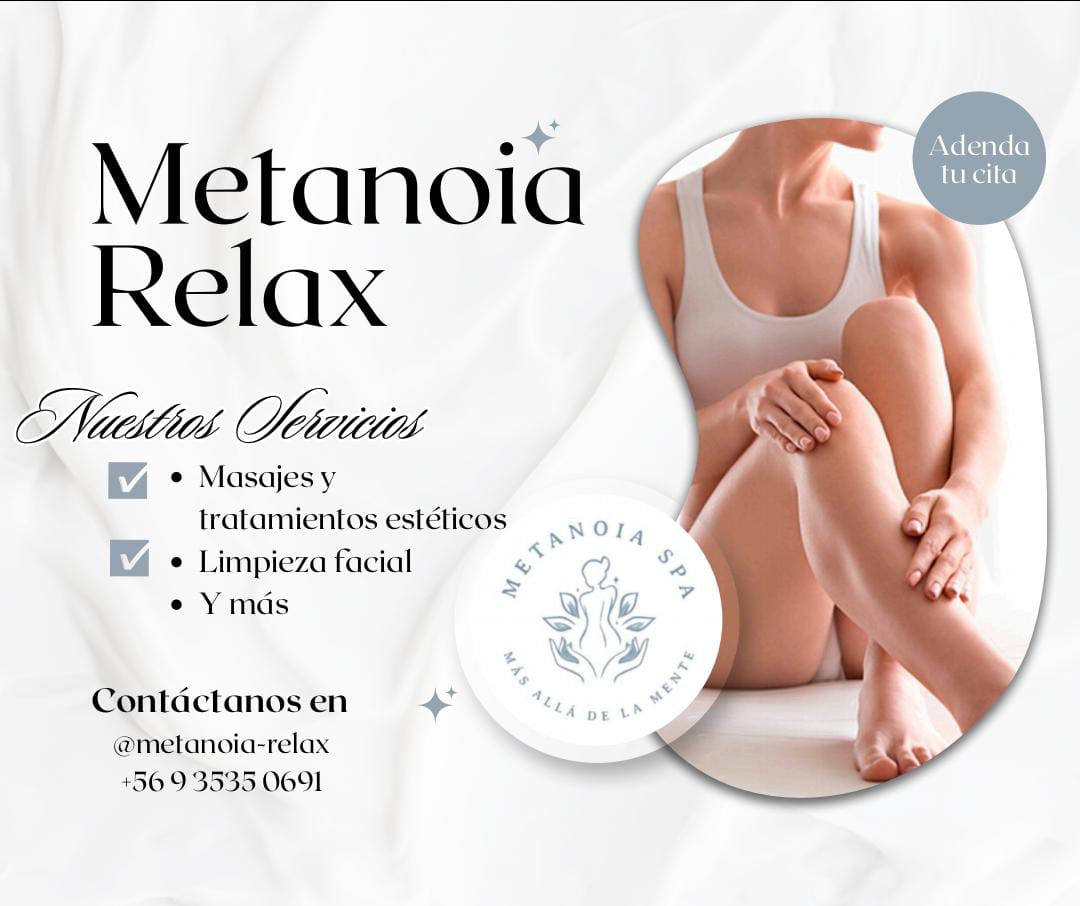 Metanoia
Relax
Adenda
tu cita
Nuestros Servicios
• Masajes y
tratamientos estéticos
• Limpieza facial
• Y más
METANOIA SPA
MÁS ALLÁ DE LA MENTE
Contáctanos en
@metanoia-relax
+56 9 3535 0691